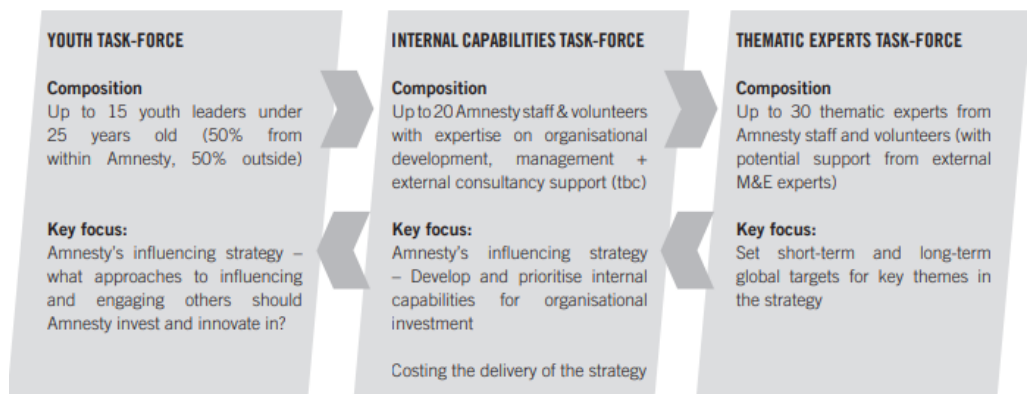 YOUTH TASK-FORCE
Composition
Up to 15 youth leaders under
25 years old (50% from
within Amnesty, 50% outside)
Key focus:
Amnesty's influencing strategy –
what approaches to influencing
and engaging others should
Amnesty invest and innovate in?
INTERNAL CAPABILITIES TASK-FORCE
Composition
Up to 20 Amnesty staff & volunteers
with expertise on organisational
development, management +
external consultancy support (tbc)
Key focus:
Amnesty's influencing strategy
– Develop and prioritise internal
capabilities for organisational
investment
Costing the delivery of the strategy
THEMATIC EXPERTS TASK-FORCE
Composition
Up to 30 thematic experts from
Amnesty staff and volunteers (with
potential support from external
M&E experts)
Key focus:
Set short-term and long-term
global targets for key themes in
the strategy